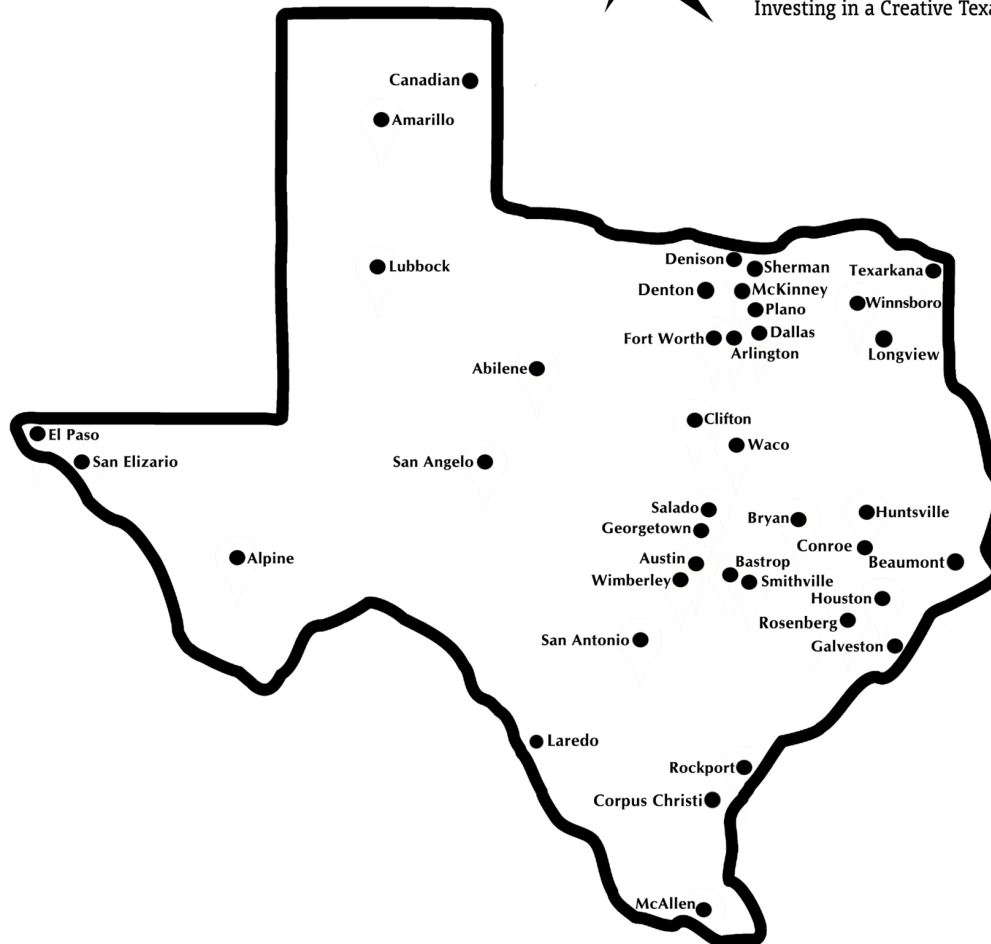 Investing in a Creative Texa
Canadian
Amarillo
Lubbock
Denison
Sherman
Texarkana
Denton
McKinney
Winnsboro
Plano
Dallas
Fort Worth
Arlington
Longview
Abilene
Clifton
El Paso
Waco
San Elizario
San Angelo
Salado
Huntsville
Bryan
Georgetown
Conroe
Alpine
Austin
Bastrop
Beaumont
Wimberley
Smithville
Houston
Rosenberg
San Antonio
Galveston
Laredo
Rockport
Corpus Christi
McAllen